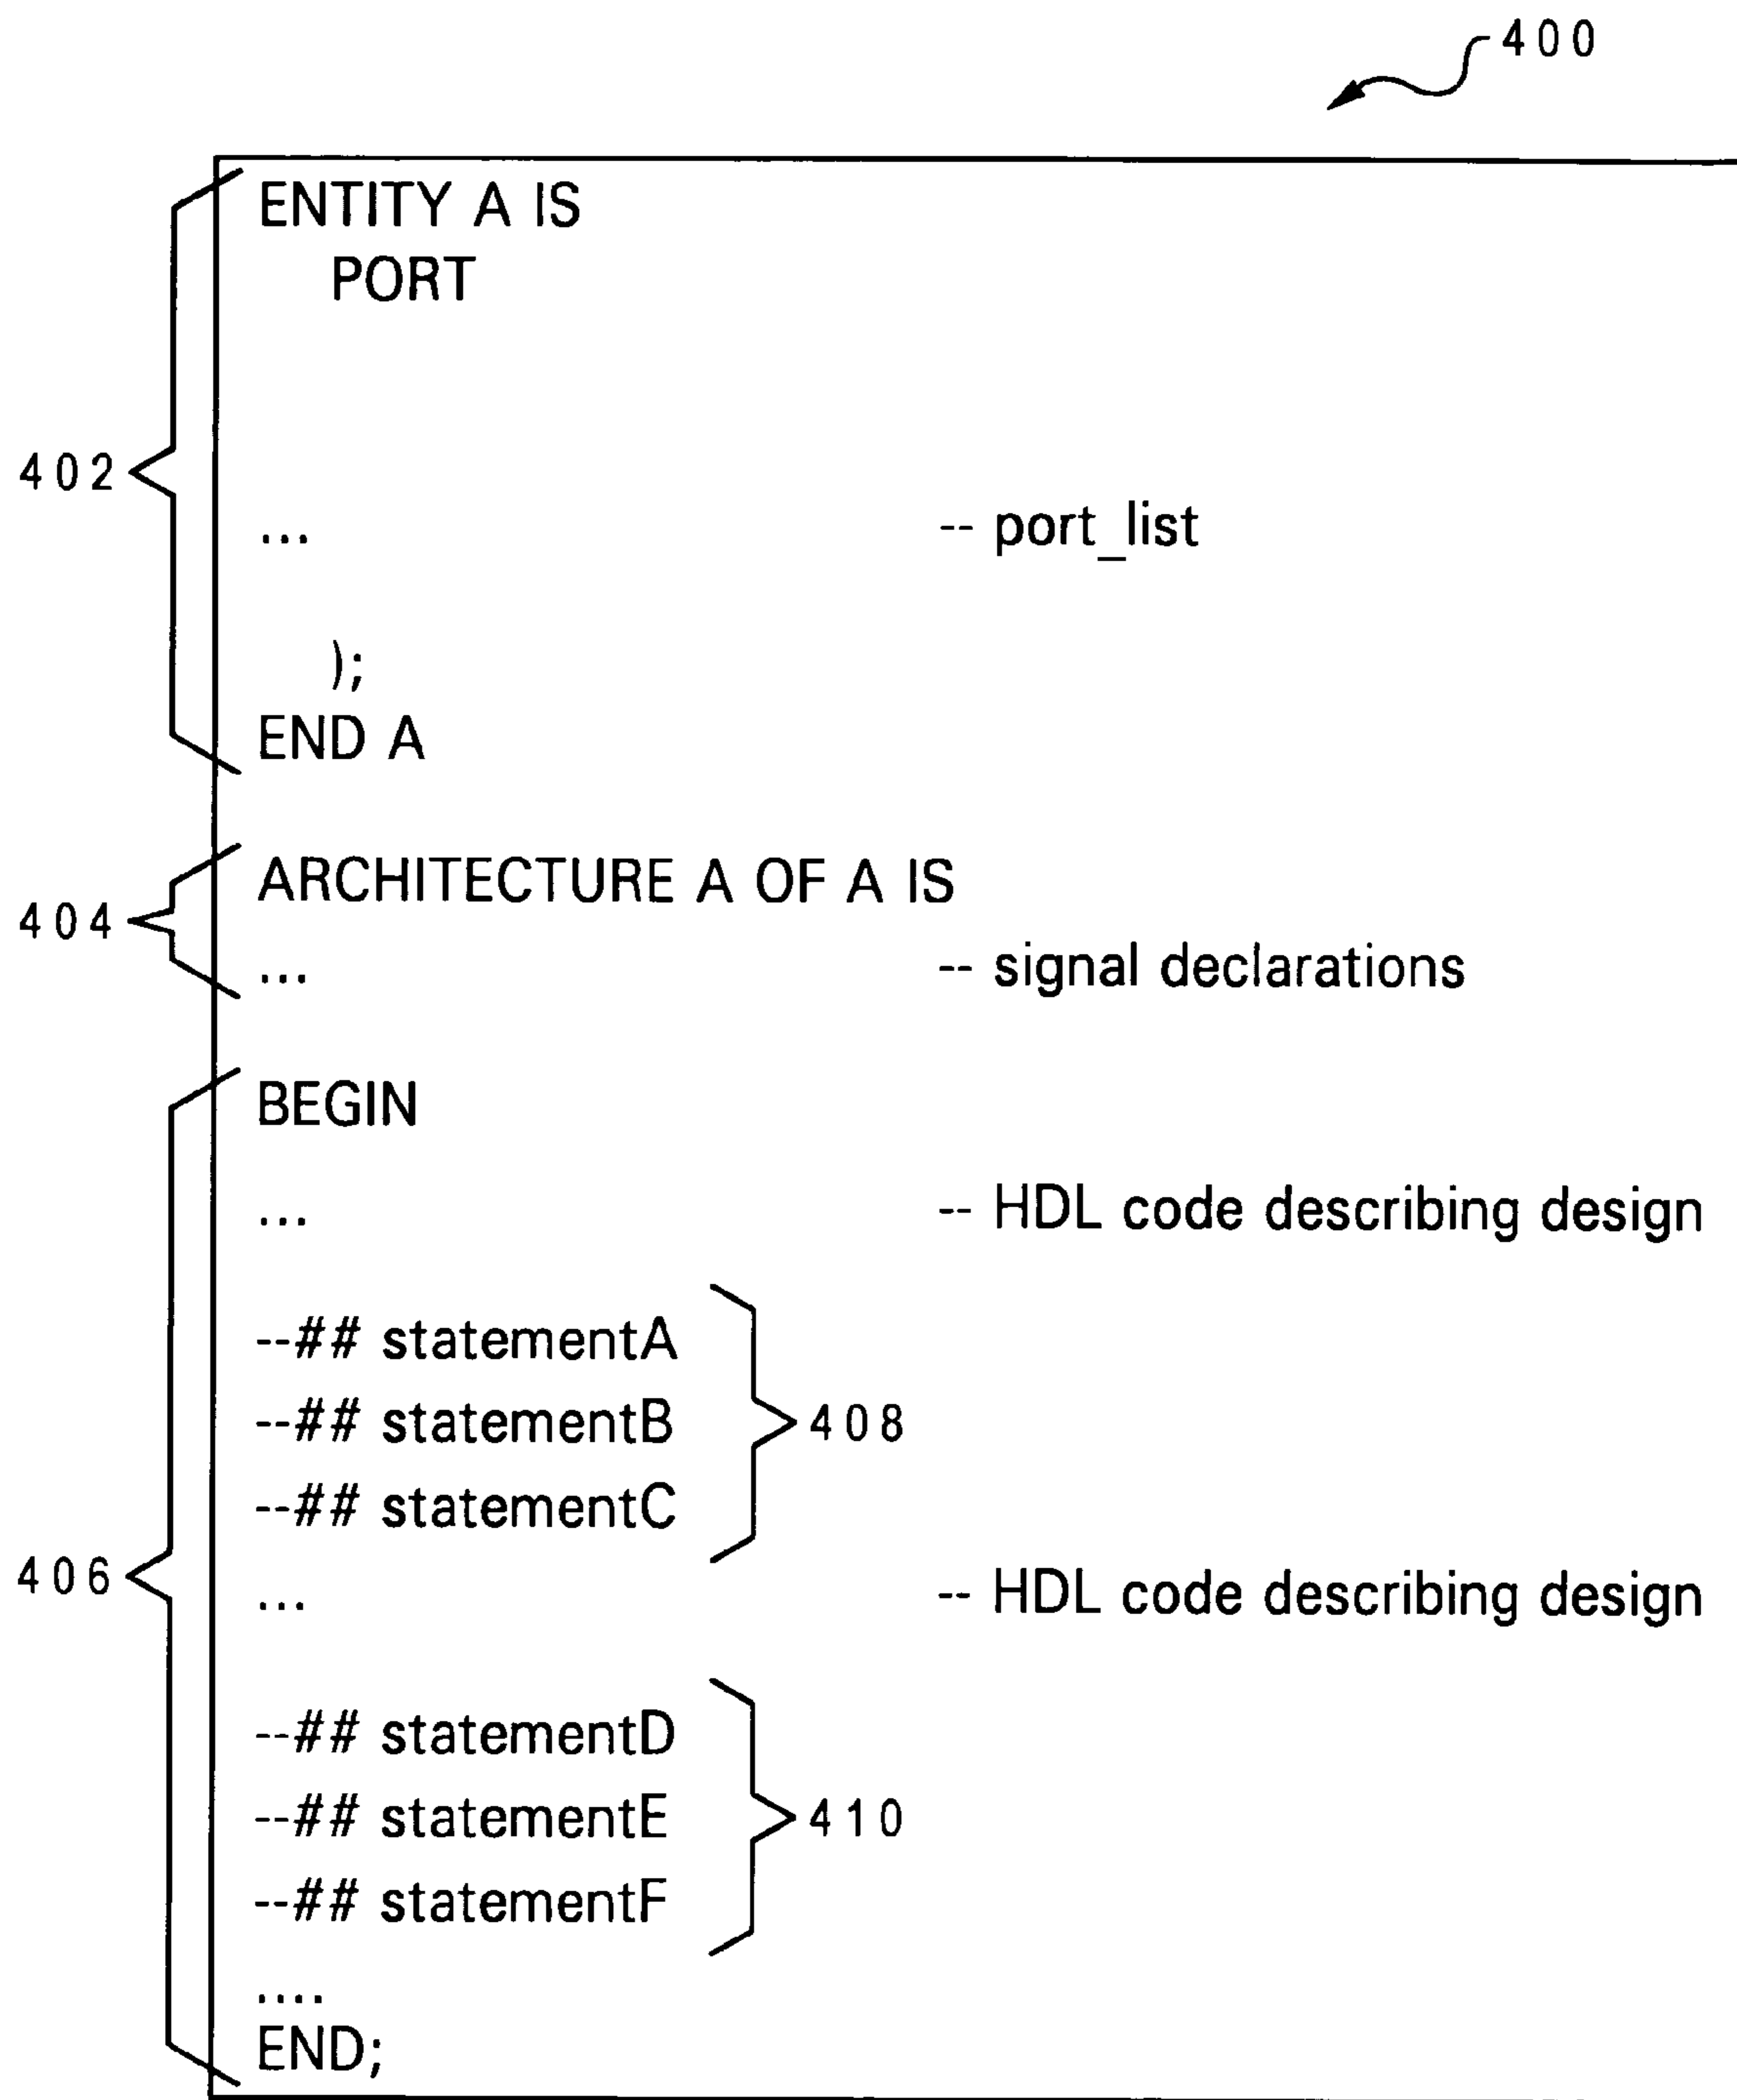 400
ENTITY A IS
PORT
402
... -- port_list
);
END A
ARCHITECTURE A OF A IS
404
... -- signal declarations
BEGIN
... -- HDL code describing design
--## statementA
--## statementB 408
--## statementC
406
... -- HDL code describing design
--## statementD
--## statementE 410
--## statementF
....
END;